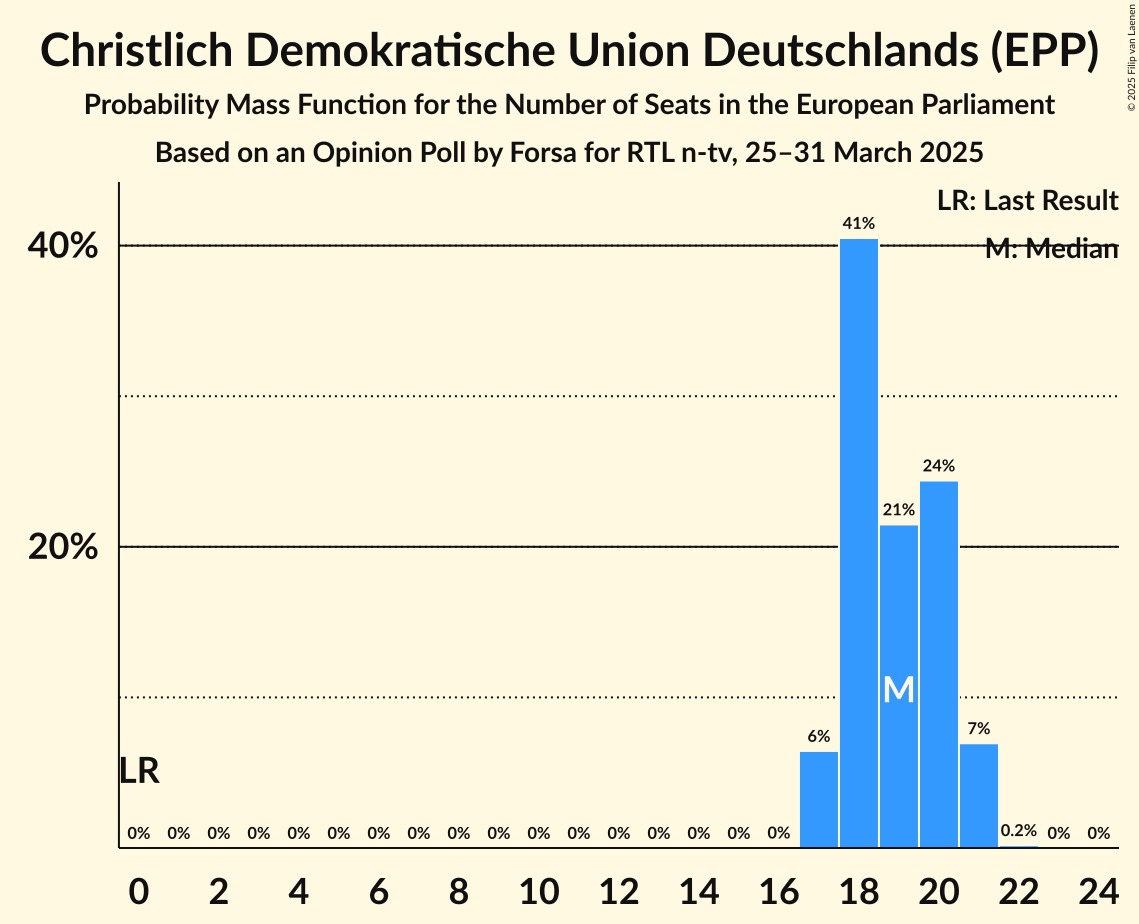 Christlich Demokratische Union Deutschlands (EPP)
Probability Mass Function for the Number of Seats in the European Parliament
Based on an Opinion Poll by Forsa for RTL n-tv, 25–31 March 2025
© 2025 Filip van Laenen
LR: Last Result
M: Median
40%
20%
41%
24%
21%
M
7%
6%
LR
0% 0% 0% 0% 0% 0% 0% 0% 0% 0% 0% 0% 0% 0% 0% 0% 0% 0.2% 0% 0%
0 2 4 6 8 10 12 14 16 18 20 22 24